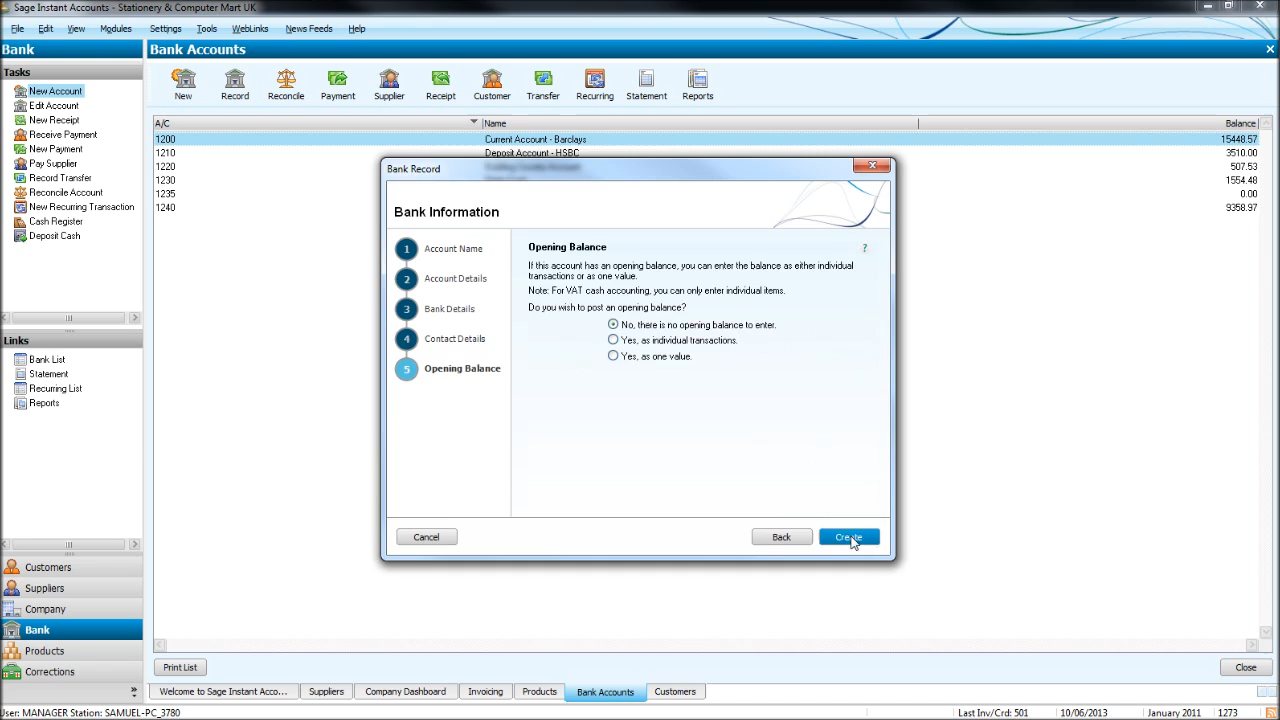 Sage Instant Accounts - Stationery & Computer Mart UK
File Edit View Modules Settings Tools WebLinks News Feeds Help
Bank
Bank Accounts
Tasks
New Account
Edit Account
New Receipt
Receive Payment
New Payment
Pay Supplier
Record Transfer
Reconcile Account
New Recurring Transaction
Cash Register
Deposit Cash
Links
Bank List
Statement
Recurring List
Reports
Customers
Suppliers
Company
Bank
Products
Corrections
New Record Reconcile Payment Supplier Receipt Customer Transfer Recurring Statement Reports
A/C Name Balance
1200 Current Account - Barclays 15448.57
1210 Deposit Account - HSBC 3510.00
1220 507.53
1230 1554.48
1235 0.00
1240 9358.97
Bank Record
Bank Information
1 Account Name
2 Account Details
3 Bank Details
4 Contact Details
5 Opening Balance
Opening Balance ?
If this account has an opening balance, you can enter the balance as either individual
transactions or as one value.
Note: For VAT cash accounting, you can only enter individual items.
Do you wish to post an opening balance?
No, there is no opening balance to enter.
Yes, as individual transactions.
Yes, as one value.
Cancel Back Create
Print List Close
Welcome to Sage Instant Acco... Suppliers Company Dashboard Invoicing Products Bank Accounts Customers
User: MANAGER Station: SAMUEL-PC_3780 Last Inv/Crd: 501 10/06/2013 January 2011 1273